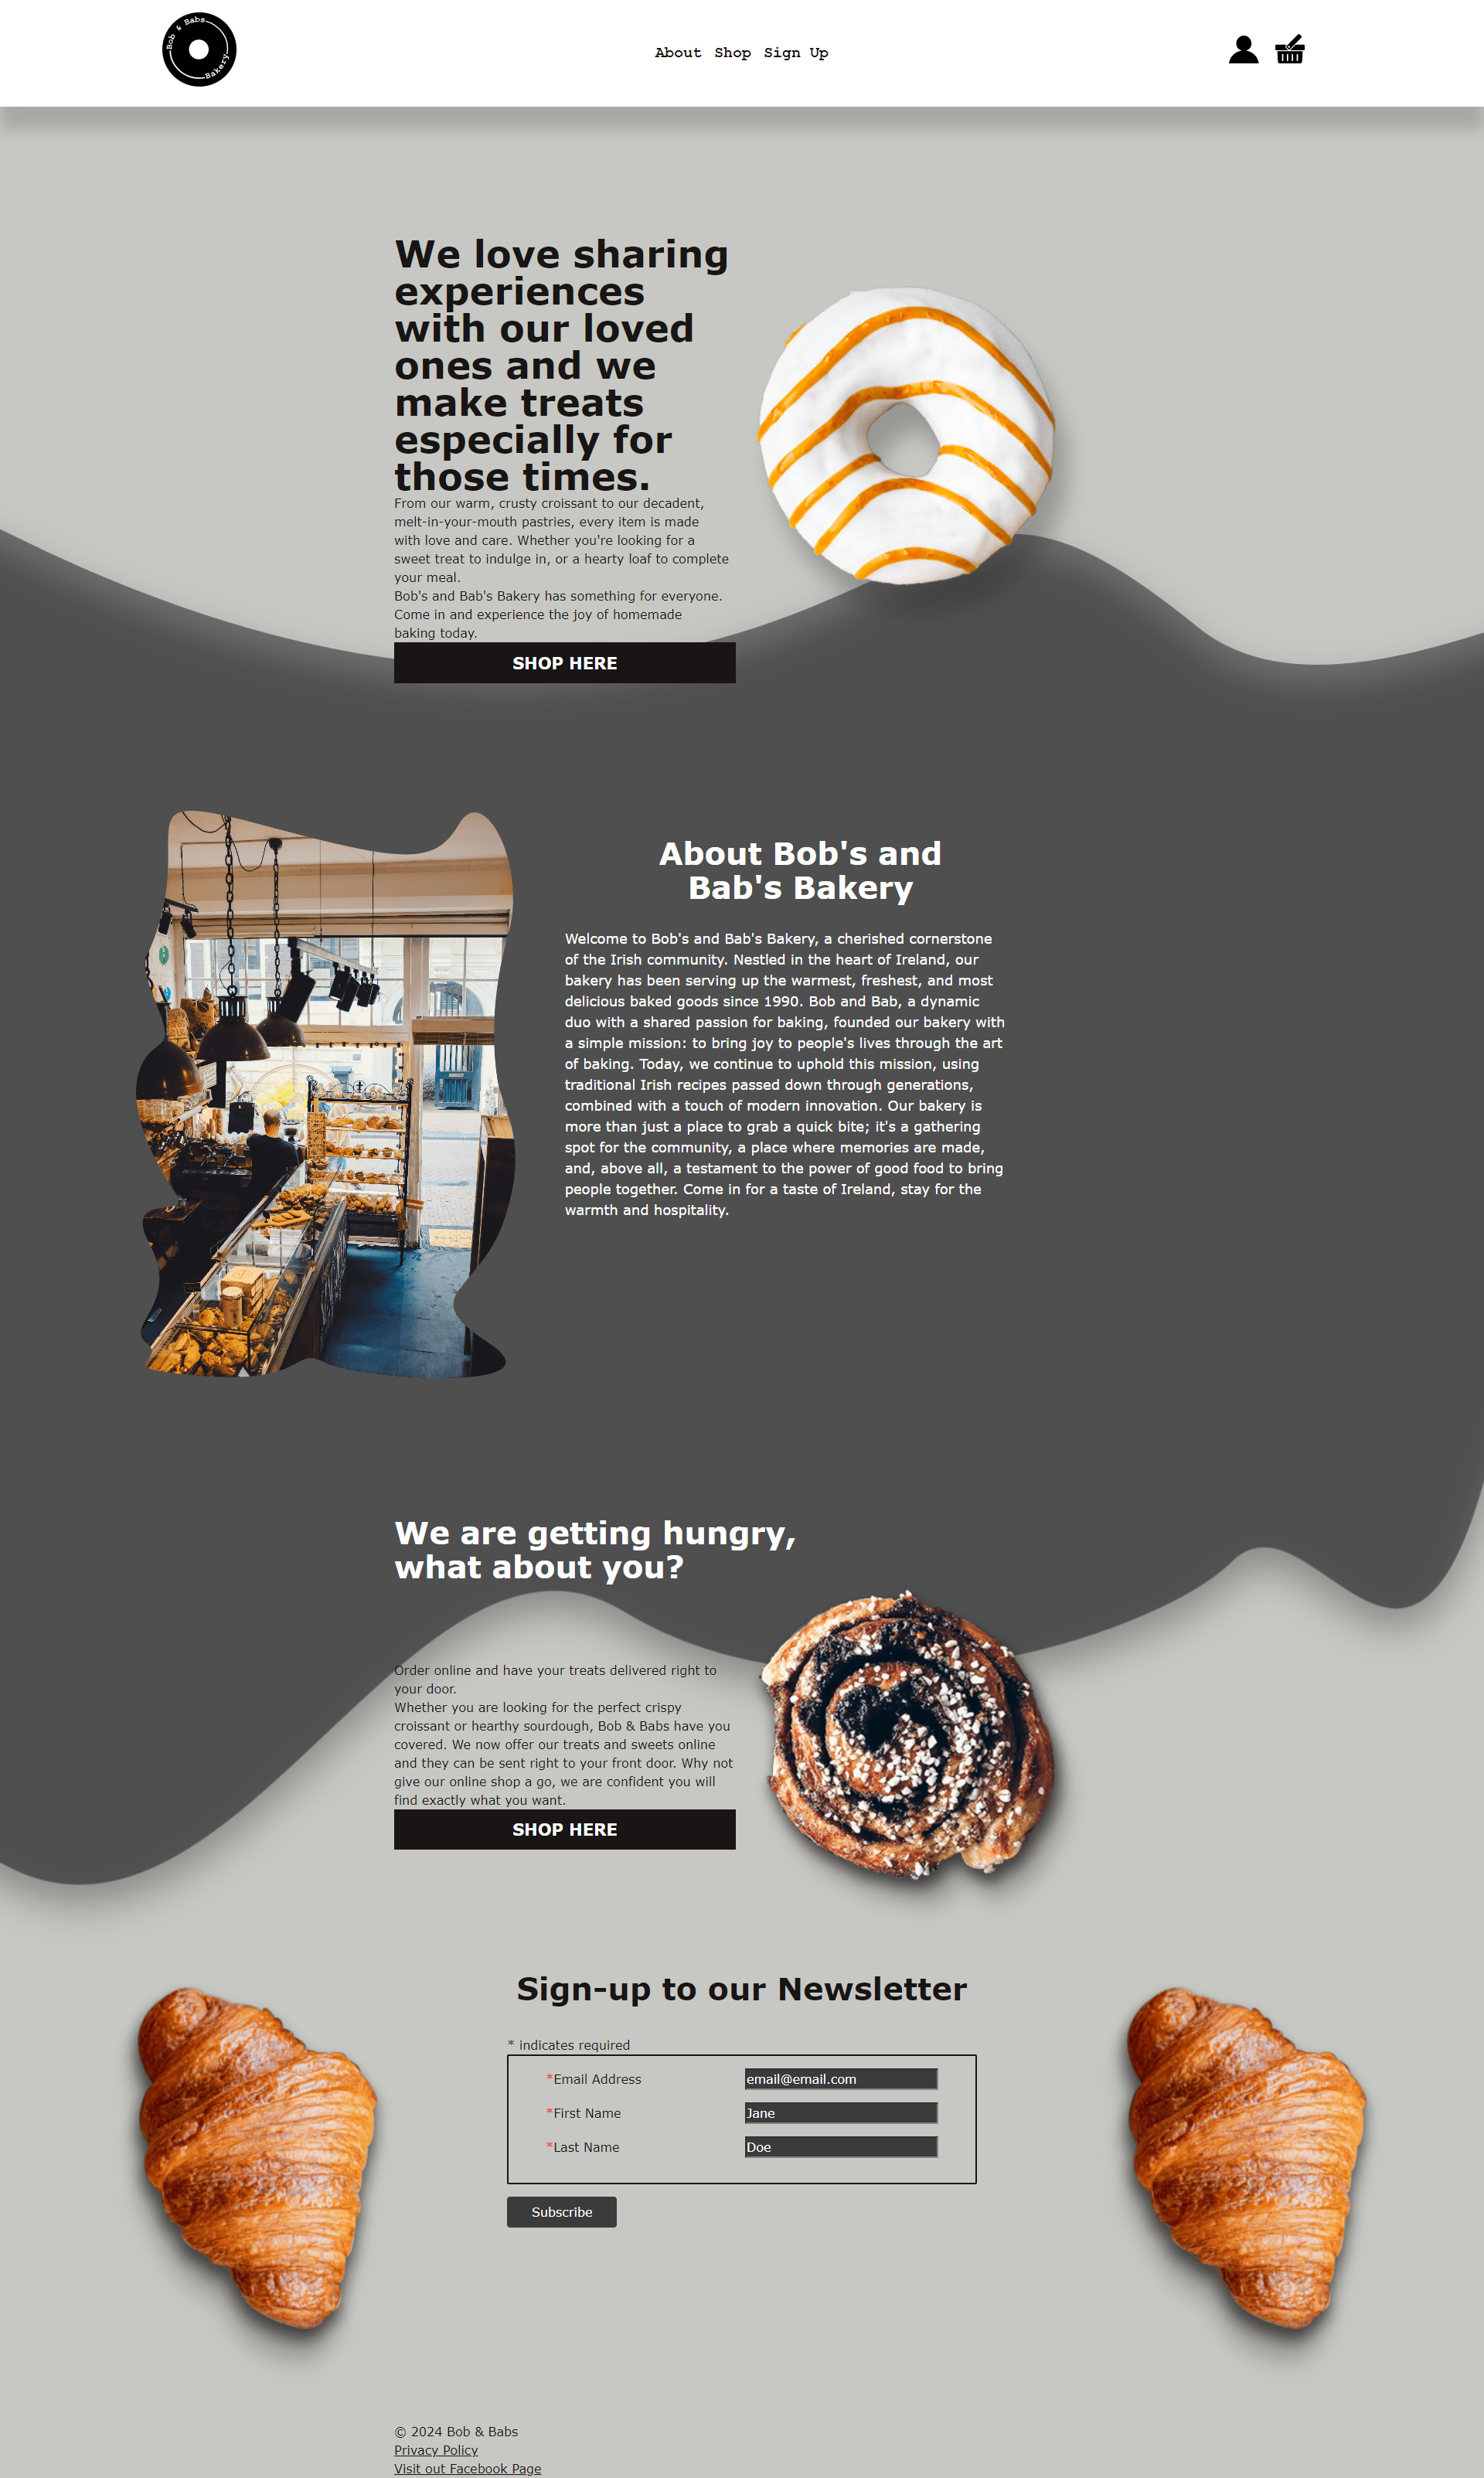 Bob & Babs
Bakery
About Shop Sign Up
We love sharing
experiences
with our loved
ones and we
make treats
especially for
those times.
From our warm, crusty croissant to our decadent,
melt-in-your-mouth pastries, every item is made
with love and care. Whether you're looking for a
sweet treat to indulge in, or a hearty loaf to complete
your meal.
Bob's and Bab's Bakery has something for everyone.
Come in and experience the joy of homemade
baking today.
SHOP HERE
About Bob's and
Bab's Bakery
Welcome to Bob's and Bab's Bakery, a cherished cornerstone
of the Irish community. Nestled in the heart of Ireland, our
bakery has been serving up the warmest, freshest, and most
delicious baked goods since 1990. Bob and Bab, a dynamic
duo with a shared passion for baking, founded our bakery with
a simple mission: to bring joy to people's lives through the art
of baking. Today, we continue to uphold this mission, using
traditional Irish recipes passed down through generations,
combined with a touch of modern innovation. Our bakery is
more than just a place to grab a quick bite; it's a gathering
spot for the community, a place where memories are made,
and, above all, a testament to the power of good food to bring
people together. Come in for a taste of Ireland, stay for the
warmth and hospitality.
We are getting hungry,
what about you?
Order online and have your treats delivered right to
your door.
Whether you are looking for the perfect crispy
croissant or hearthy sourdough, Bob & Babs have you
covered. We now offer our treats and sweets online
and they can be sent right to your front door. Why not
give our online shop a go, we are confident you will
find exactly what you want.
SHOP HERE
Sign-up to our Newsletter
* indicates required
*Email Address email@email.com
*First Name Jane
*Last Name Doe
Subscribe
© 2024 Bob & Babs
Privacy Policy
Visit out Facebook Page